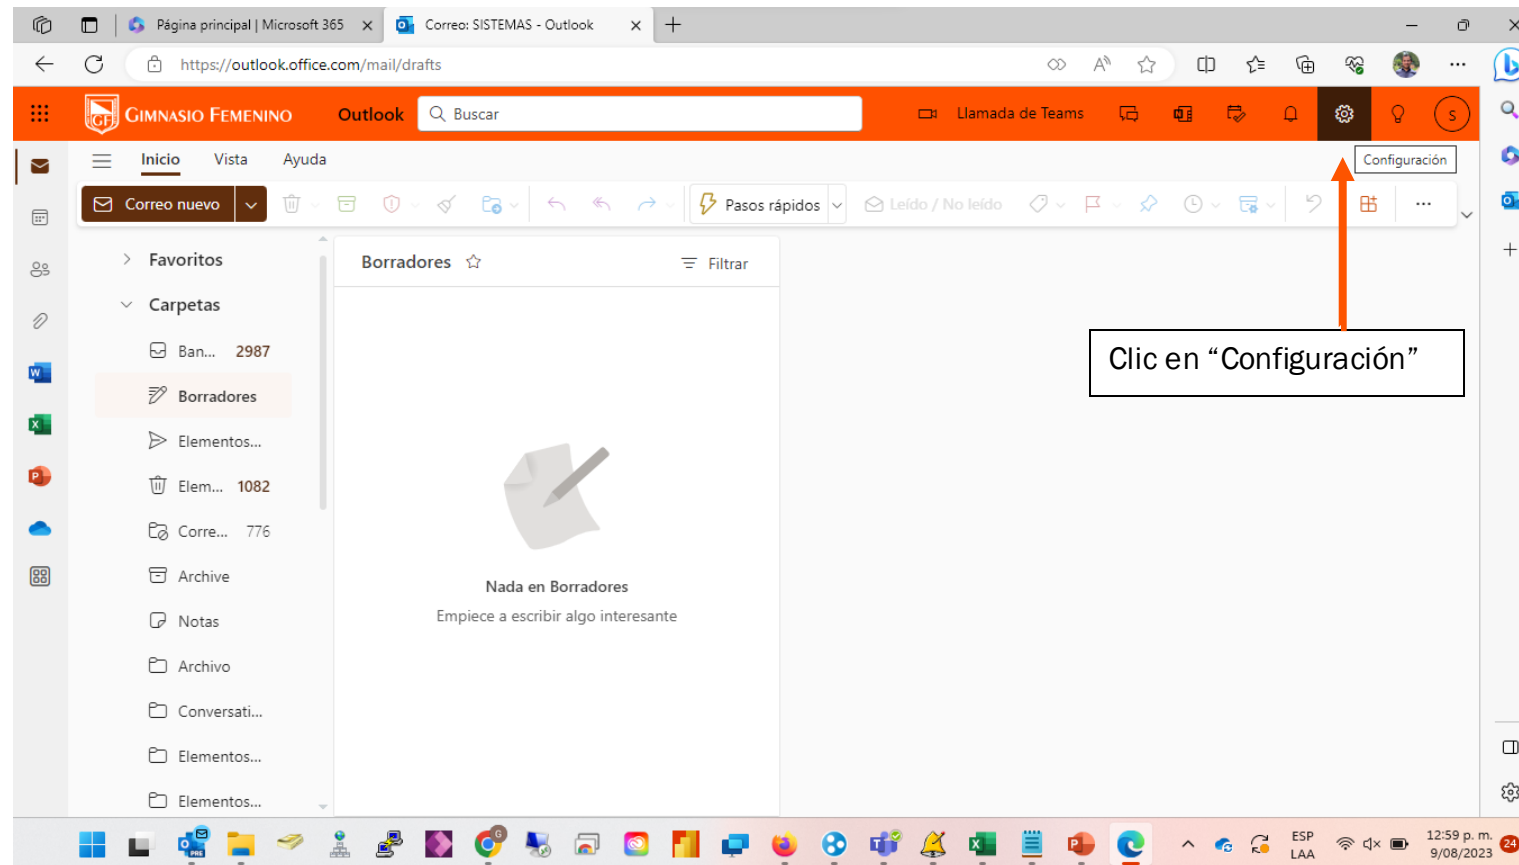 Página principal | Microsoft 365
Correo: SISTEMAS - Outlook
https://outlook.office.com/mail/drafts
GF GIMNASIO FEMENINO
Outlook
Buscar
Llamada de Teams
S
Inicio Vista Ayuda
Configuración
Correo nuevo
Pasos rápidos
Leído / No leído
Favoritos
Carpetas
Ban... 2987
Borradores
Elementos...
Elem... 1082
Corre... 776
Archive
Notas
Archivo
Conversati...
Elementos...
Elementos...
Borradores
Filtrar
Nada en Borradores
Empiece a escribir algo interesante
Clic en “Configuración”
ESP
LAA
12:59 p. m.
9/08/2023
24